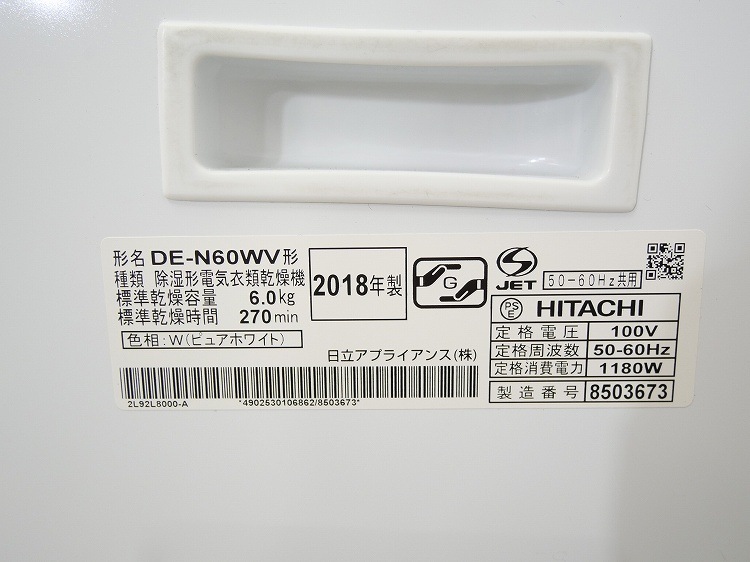 形名 DE-N60WV形
種類 除湿形電気衣類乾燥機
標準乾燥容量 6.0kg
標準乾燥時間 270min
2018年製
G
JET
50-60Hz共用
PS
E
HITACHI
定格電圧 100V
定格周波数 50-60Hz
定格消費電力 1180W
製造番号 8503673
色相:W(ピュアホワイト)
日立アプライアンス(株)
2L92L8000-A
*4902530106862/8503673*